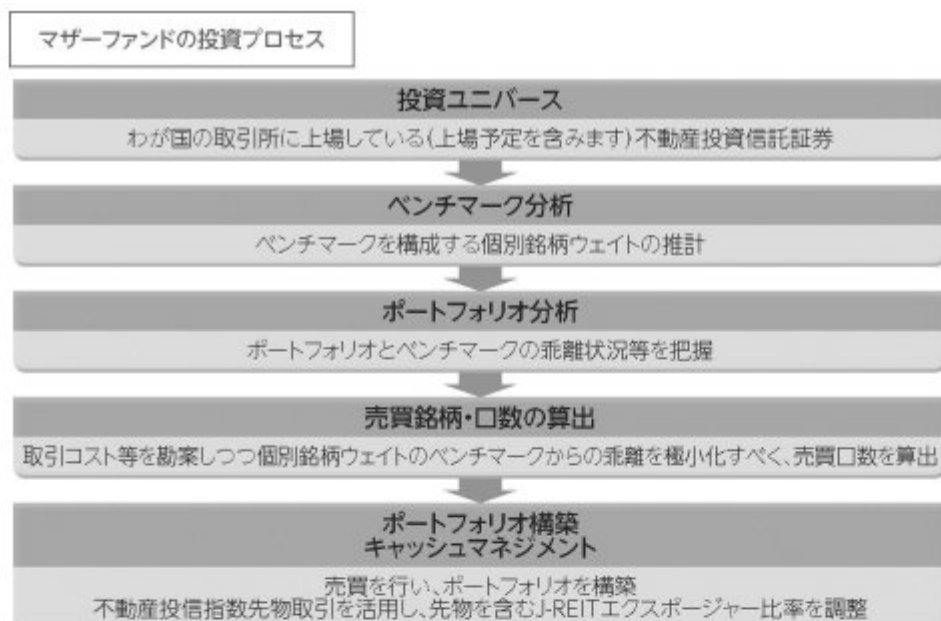 マザーファンドの投資プロセス
投資ユニバース
わが国の取引所に上場している(上場予定を含みます)不動産投資信託証券
ベンチマーク分析
ベンチマークを構成する個別銘柄ウェイトの推計
ポートフォリオ分析
ポートフォリオとベンチマークの乖離状況等を把握
売買銘柄・口数の算出
取引コスト等を勘案しつつ個別銘柄ウェイトのベンチマークからの乖離を極小化すべく、売買口数を算出
ポートフォリオ構築
キャッシュマネジメント
売買を行い、ポートフォリオを構築
不動産投信指数先物取引を活用し、先物を含むJ-REITエクスポージャー比率を調整